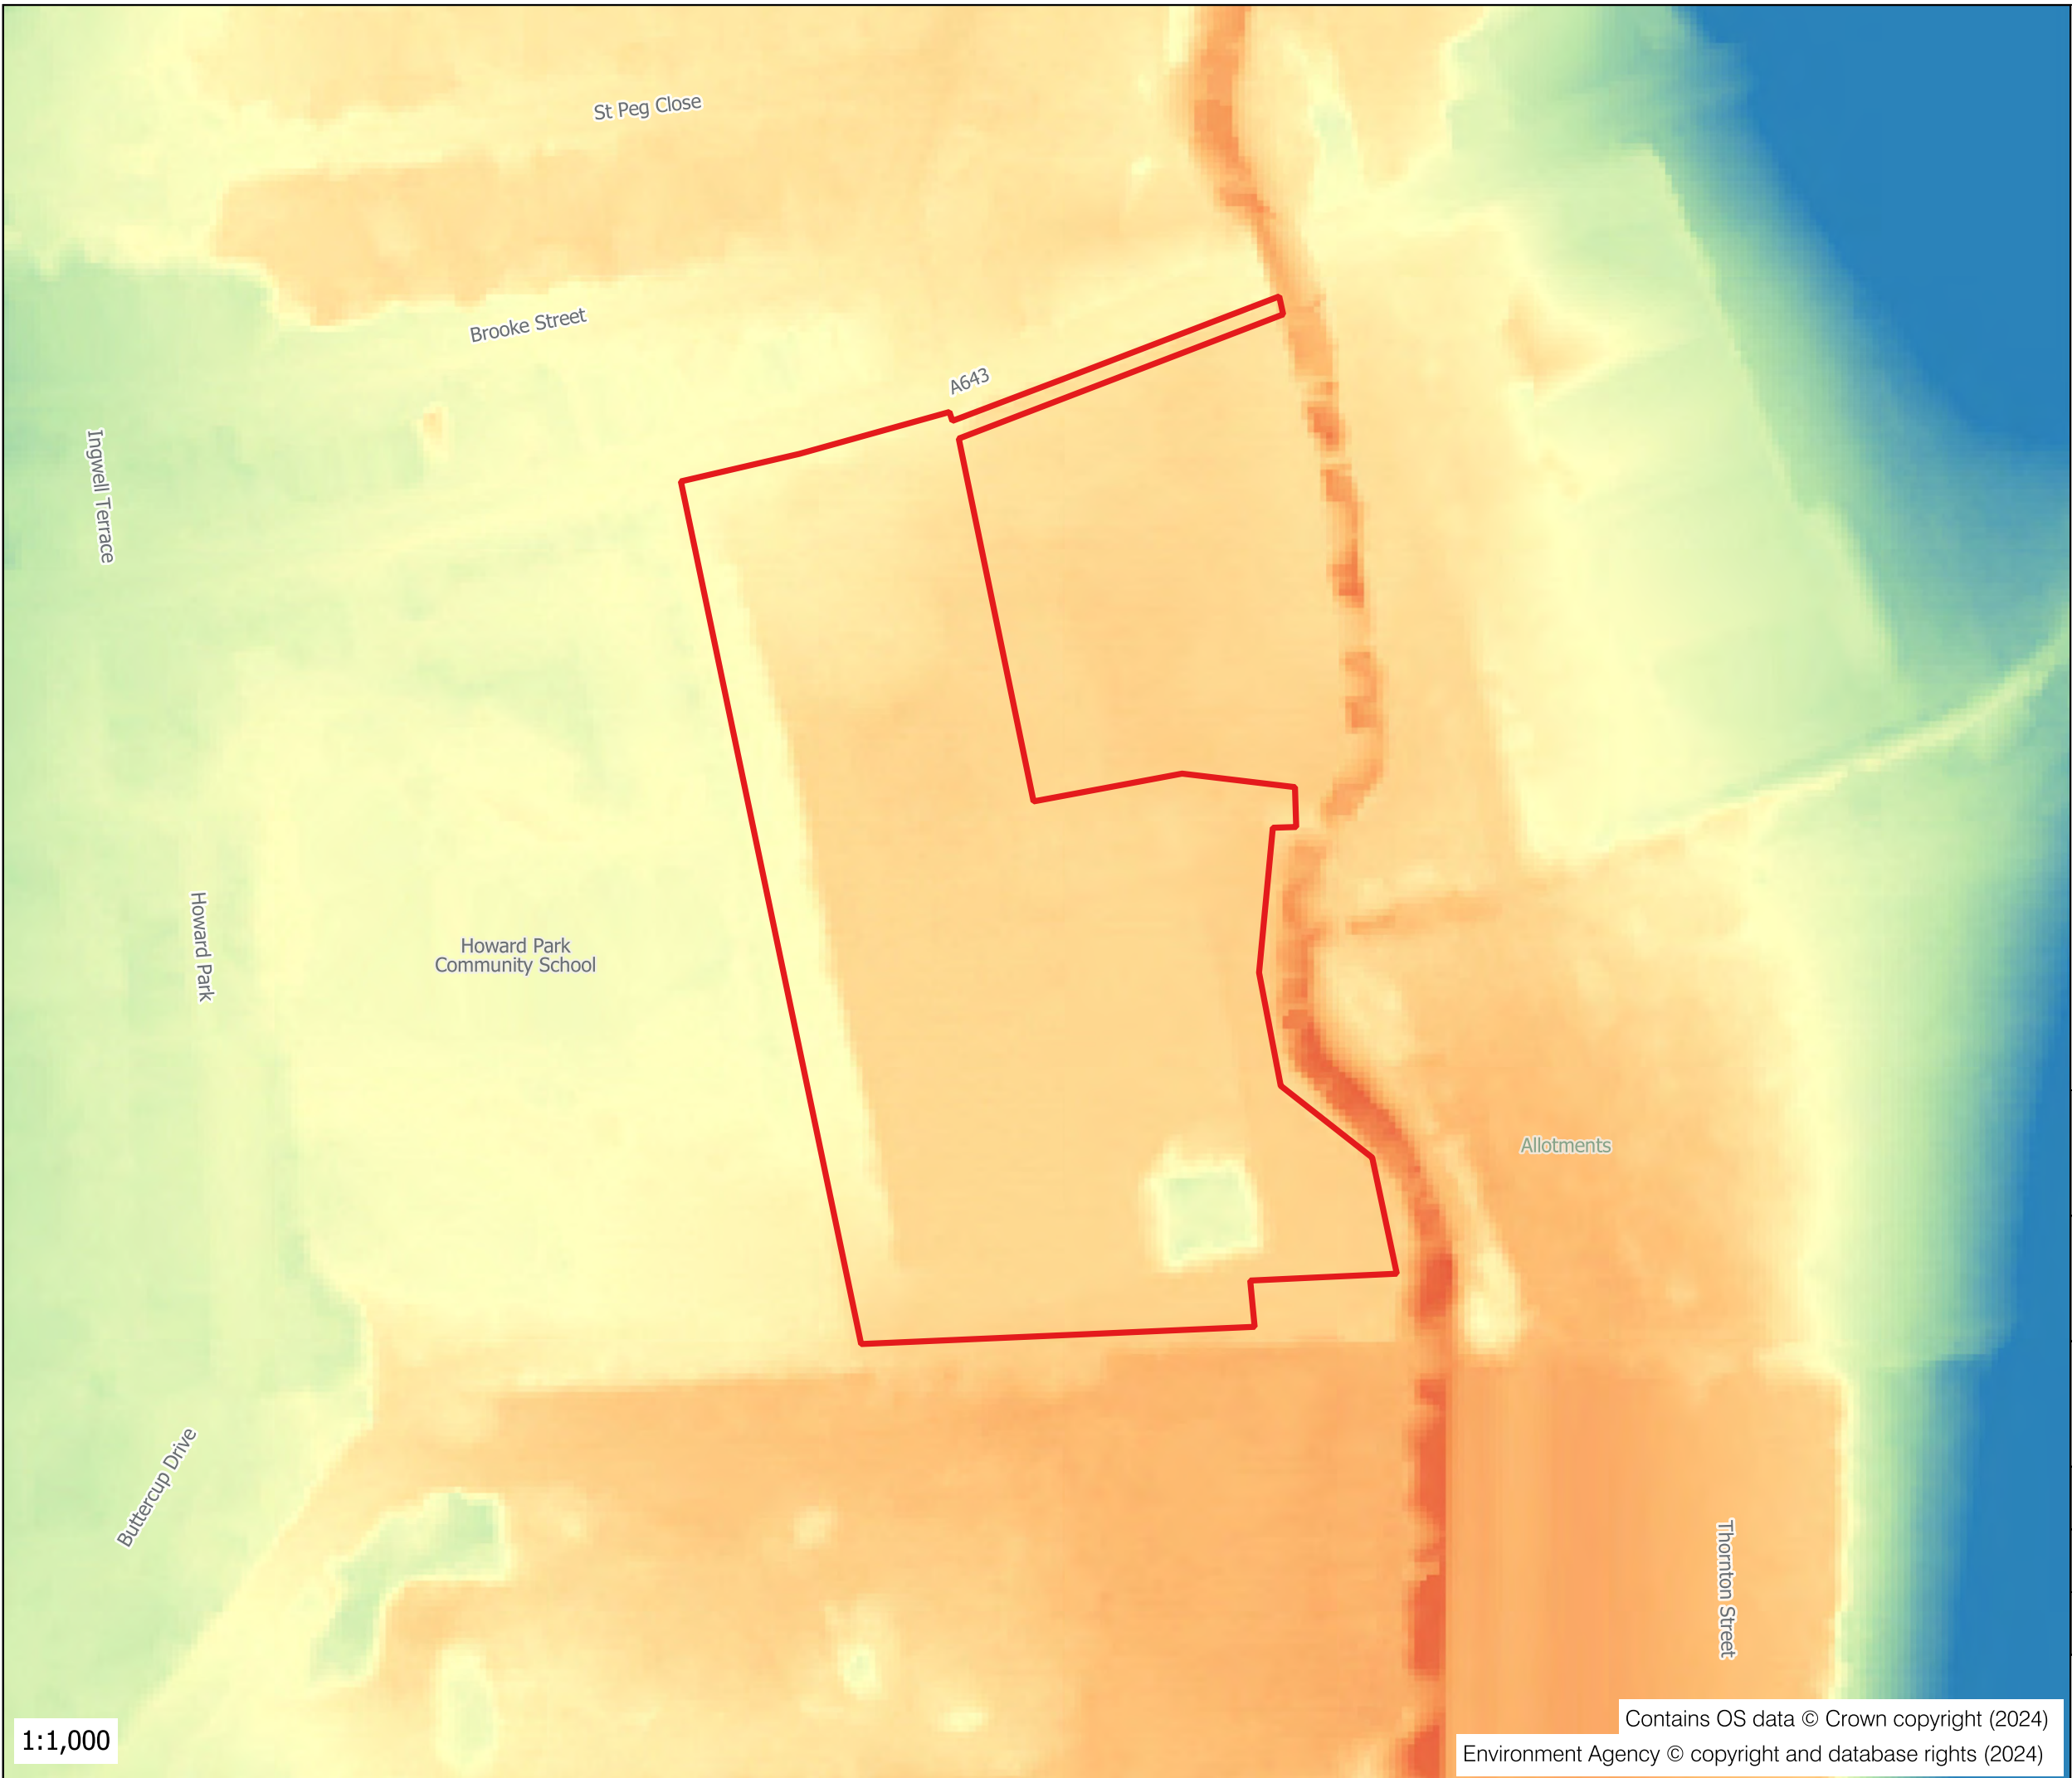 St Peg Close
Brooke Street
A643
Ingwell Terrace
Howard Park
Howard Park
Community School
Allotments
Buttercup Drive
Thornton Street
1:1,000
Contains OS data © Crown copyright (2024)
Environment Agency © copyright and database rights (2024)